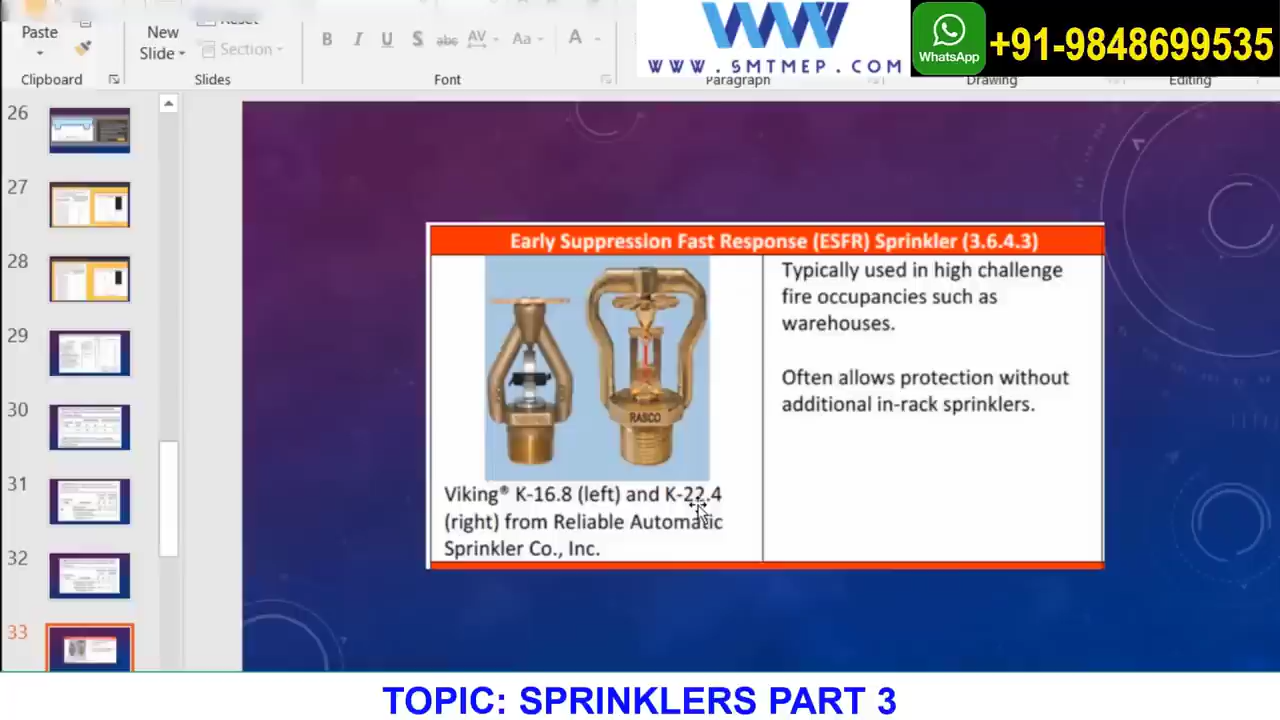 Paste
New
Slide
Reset
Section
B I U S abc AV Aa A
Clipboard
Slides
Font
Paragraph
Drawing
Editing
WWW.SMTMEP.COM
WhatsApp
+91-9848699535
26
27
28
29
30
31
32
33
Early Suppression Fast Response (ESFR) Sprinkler (3.6.4.3)
RASCO
Viking® K-16.8 (left) and K-22.4
(right) from Reliable Automatic
Sprinkler Co., Inc.
Typically used in high challenge
fire occupancies such as
warehouses.
Often allows protection without
additional in-rack sprinklers.
TOPIC: SPRINKLERS PART 3